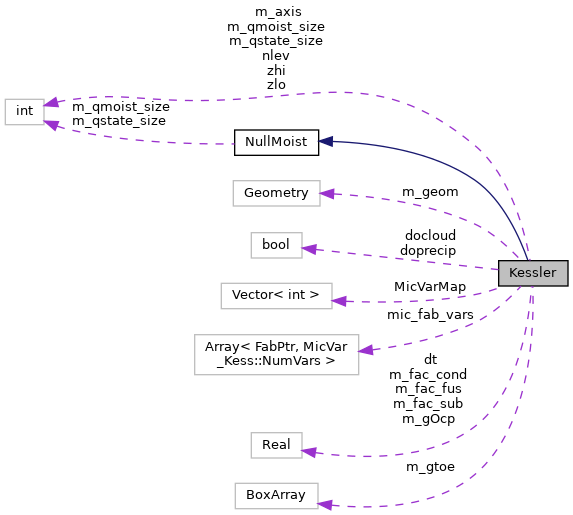 m_axis
m_qmoist_size
m_qstate_size
nlev
zhi
zlo
int
m_qmoist_size
m_qstate_size
NullMoist
Geometry
m_geom
bool
docloud
doprecip
Kessler
Vector< int >
MicVarMap
mic_fab_vars
Array< FabPtr, MicVar
_Kess::NumVars >
dt
m_fac_cond
m_fac_fus
m_fac_sub
m_gOcp
Real
m_gtoe
BoxArray